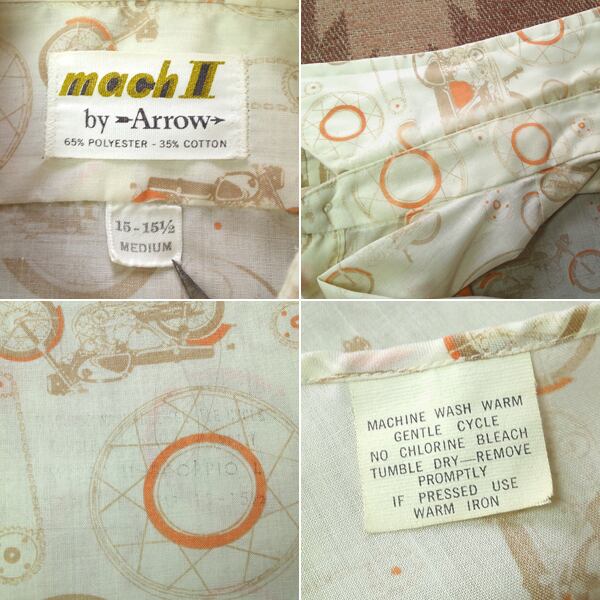 mach II
by Arrow
65% POLYESTER - 35% COTTON
15 - 15½
MEDIUM
MACHINE WASH WARM
GENTLE CYCLE
NO CHLORINE BLEACH
TUMBLE DRY—REMOVE
PROMPTLY
IF PRESSED USE
WARM IRON